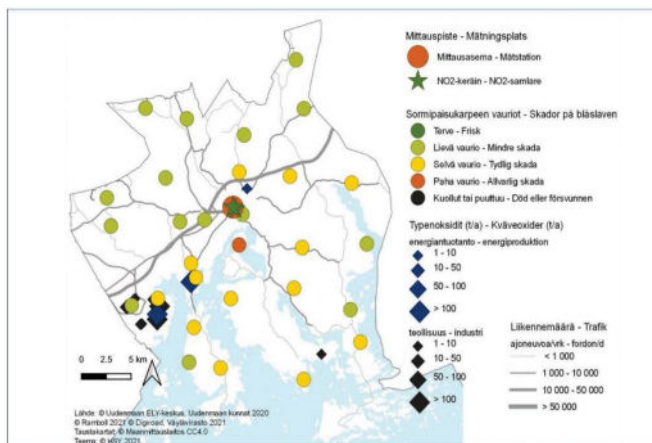 Mittauspiste - Mätningsplats
Mittausasema - Mätstation
NO2-keräin - NO2-samlare
Sormipaisukarpeen vauriot - Skador på blåslaven
Terve - Frisk
Lievä vaurio - Mindre skada
Selvä vaurio - Tydlig skada
Paha vaurio - Allvarlig skada
Kuollut tai puuttuu - Död eller försvunnen
Typenoksidit (t/a) - Kväveoxider (t/a)
energiantuotanto - energiproduktion
1 - 10
10 - 50
50 - 100
> 100
teollisuus - industri
1 - 10
10 - 50
50 - 100
> 100
Liikennemäärä - Trafik
ajoneuvoa/vrk - fordon/d
< 1 000
1 000 - 10 000
10 000 - 50 000
> 50 000
0 2.5 5 km
Lähde: © Uudenmaan ELY-keskus, Uudenmaan kunnat 2020
© Ramboll 2021 © Digiroad, Väylävirasto 2021
Taustakartat: © Maanmittauslaitos CC4.0
Teema: © HSY 2021